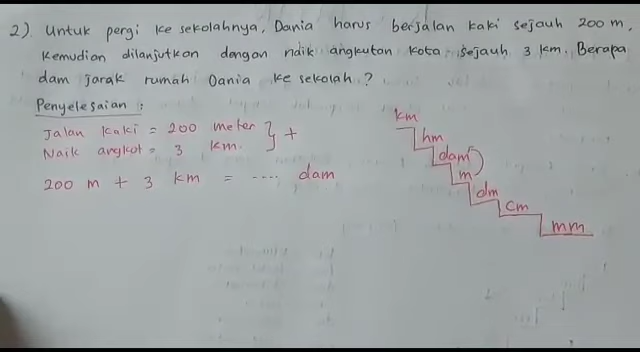 2) Untuk pergi ke sekolahnya, Dania harus berjalan kaki sejauh 200 m.
Kemudian dilanjutkan dengan naik angkutan kota sejauh 3 km. Berapa
dam jarak rumah Dania ke sekolah?
Penyelesaian :
Jalan kaki = 200 meter } +
Naik angkot = 3 km.
200 m + 3 km = .... dam
km
hm
dam
m
dm
cm
mm